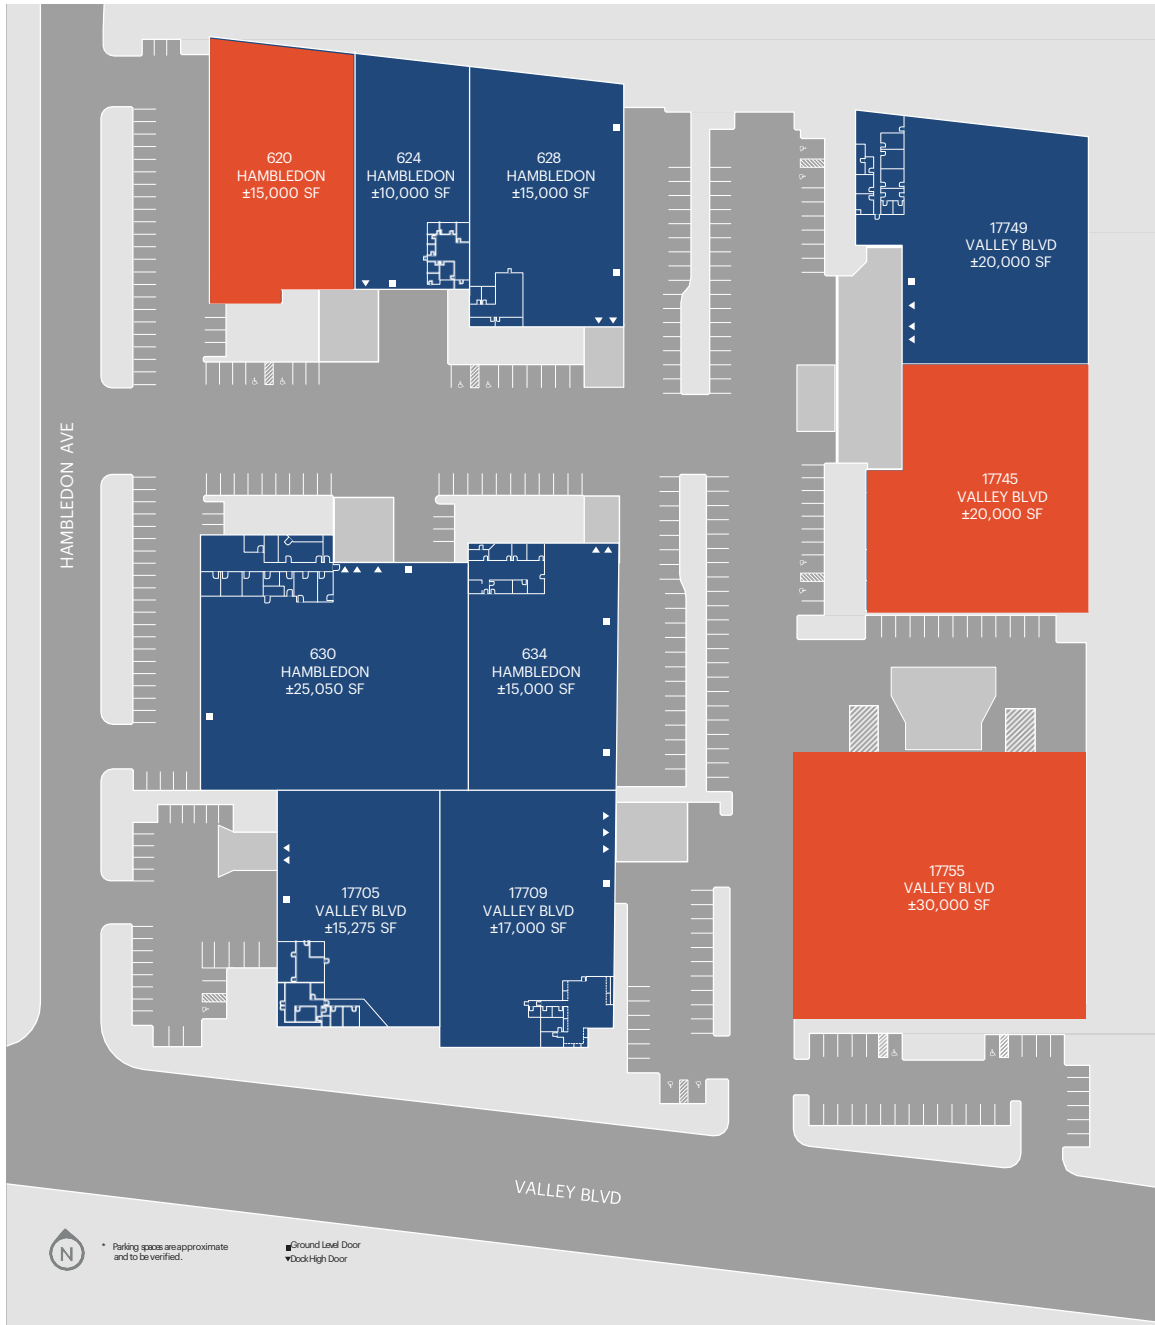 620
HAMBLEDON
±15,000 SF
624
HAMBLEDON
±10,000 SF
628
HAMBLEDON
±15,000 SF
17749
VALLEY BLVD
±20,000 SF
17745
VALLEY BLVD
±20,000 SF
HAMBLEDON AVE
630
HAMBLEDON
±25,050 SF
634
HAMBLEDON
±15,000 SF
17705
VALLEY BLVD
±15,275 SF
17709
VALLEY BLVD
±17,000 SF
17755
VALLEY BLVD
±30,000 SF
VALLEY BLVD
N
* Parking spaces are approximate
and to be verified.
Ground Level Door
Dock High Door